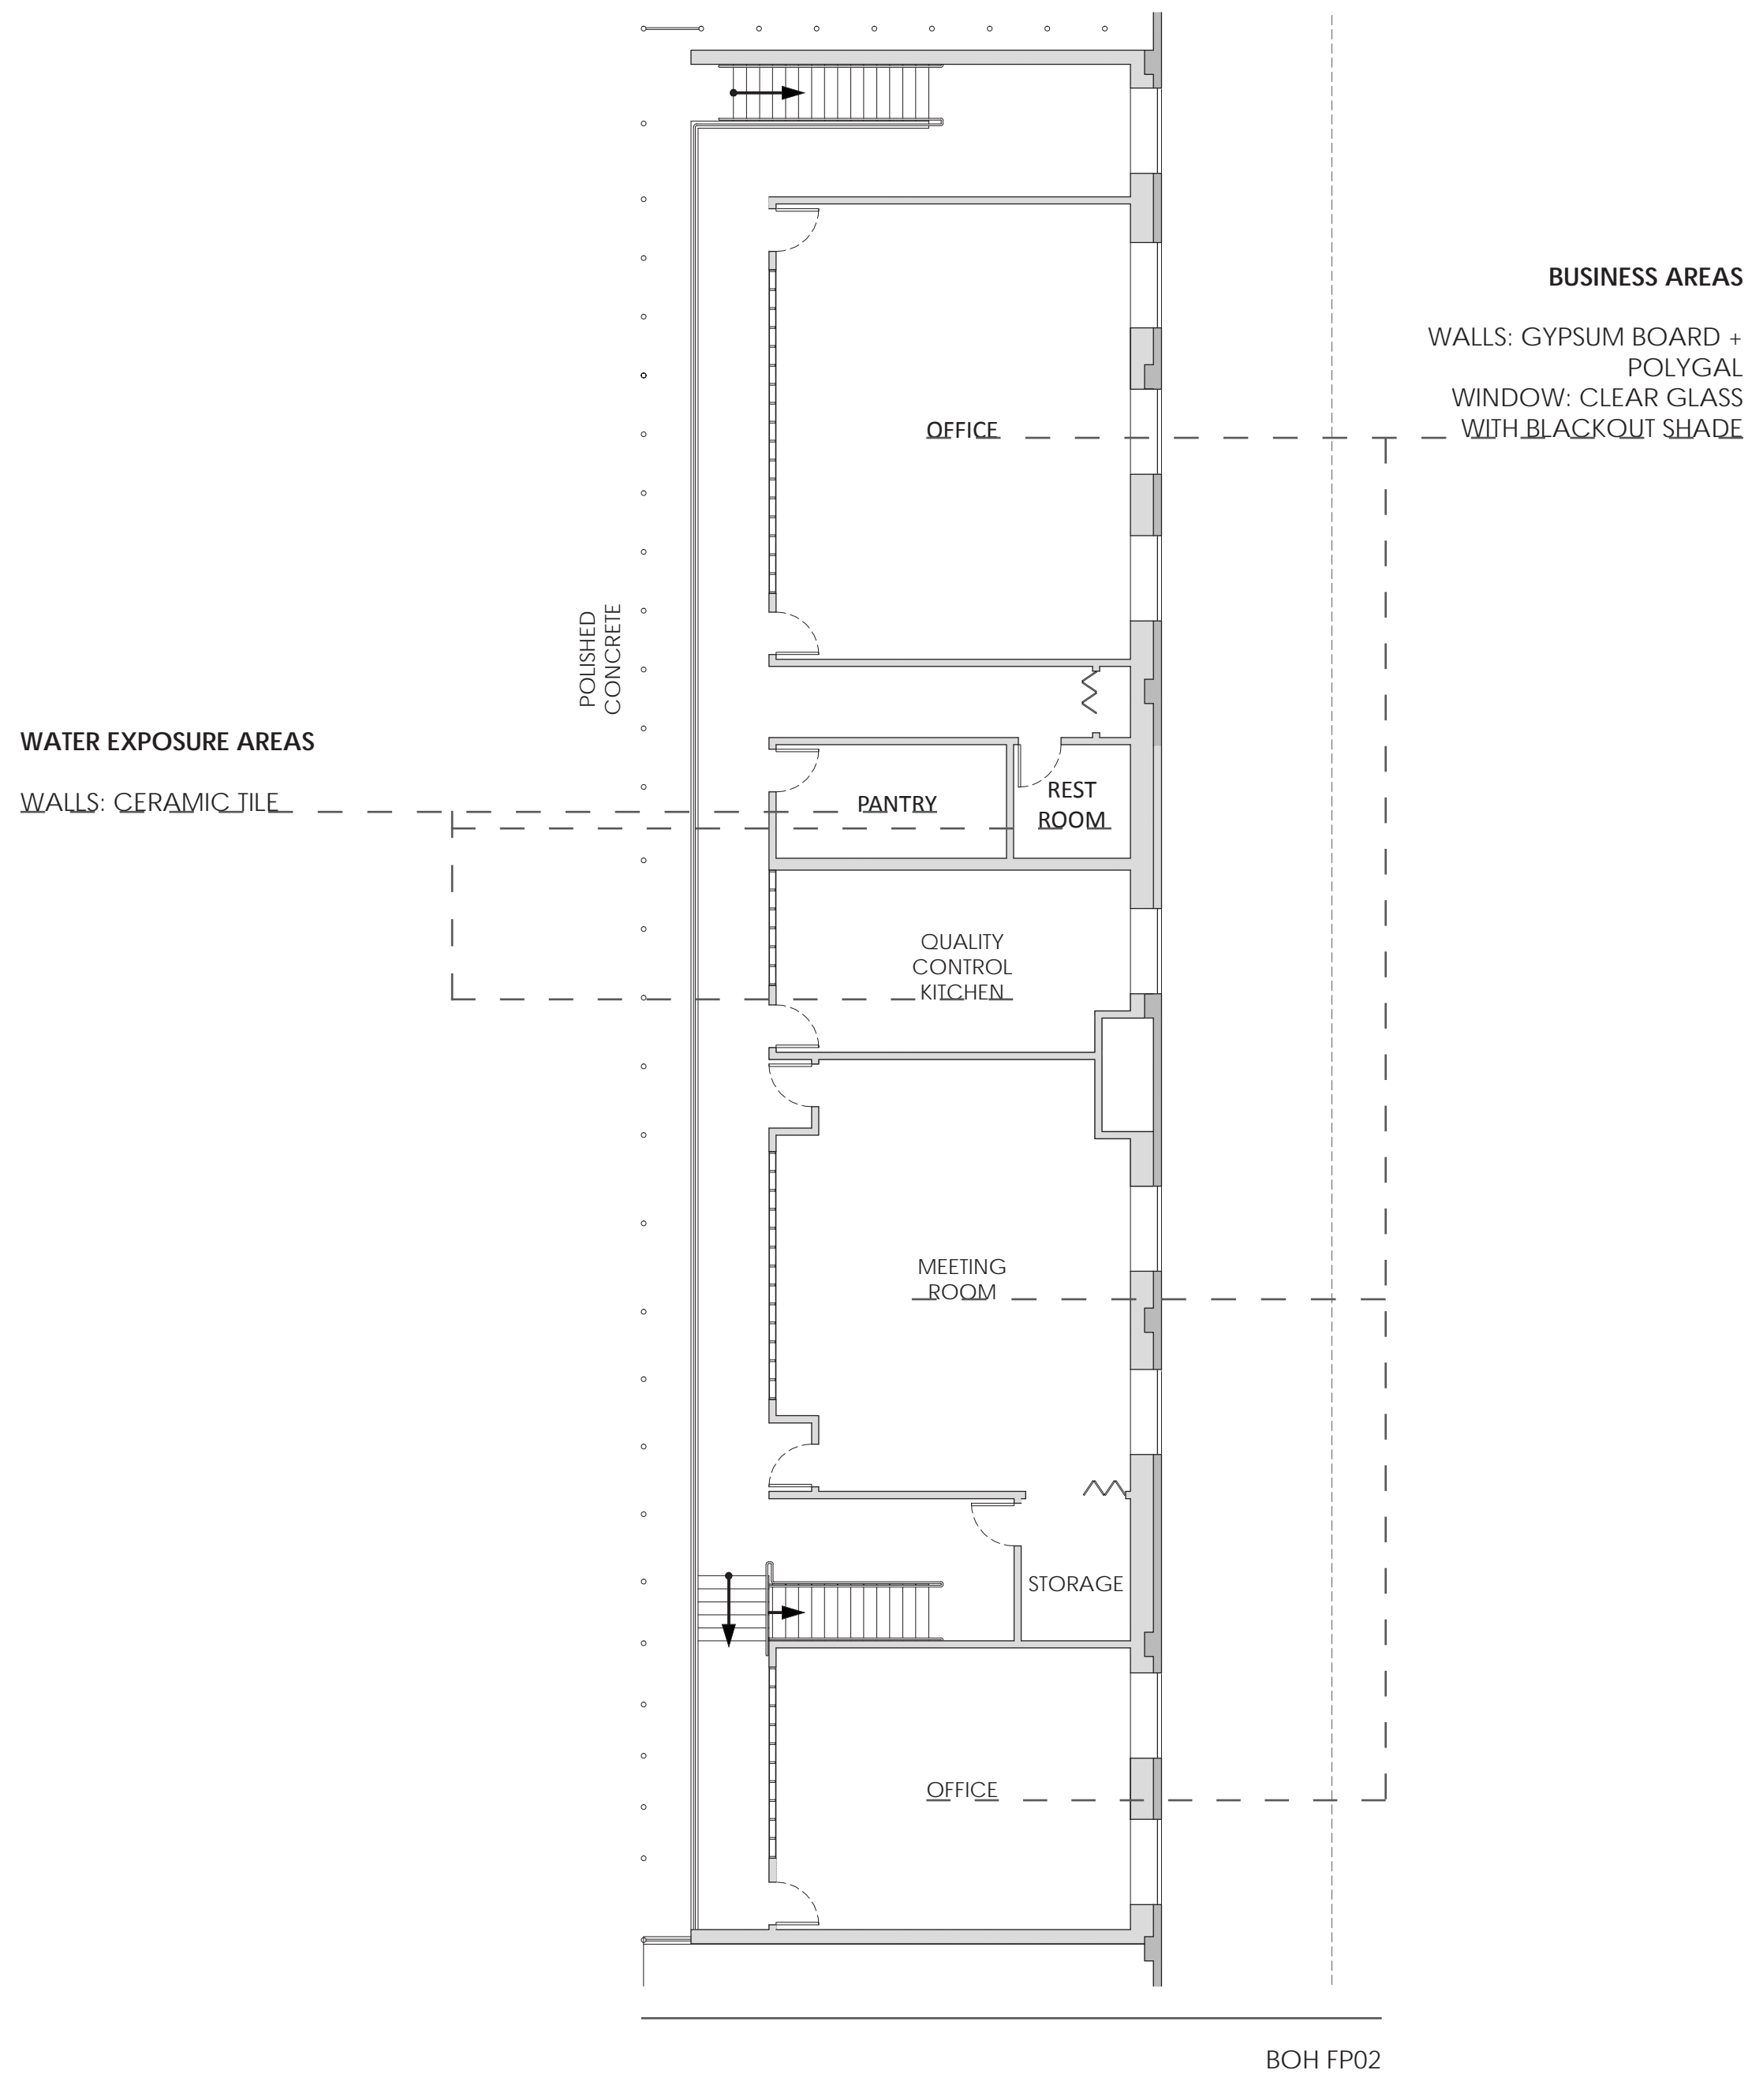 BUSINESS AREAS
WALLS: GYPSUM BOARD +
POLYGAL
WINDOW: CLEAR GLASS
WITH BLACKOUT SHADE
OFFICE
POLISHED
CONCRETE
WATER EXPOSURE AREAS
WALLS: CERAMIC TILE
PANTRY
REST
ROOM
QUALITY
CONTROL
KITCHEN
MEETING
ROOM
STORAGE
OFFICE
BOH FP02